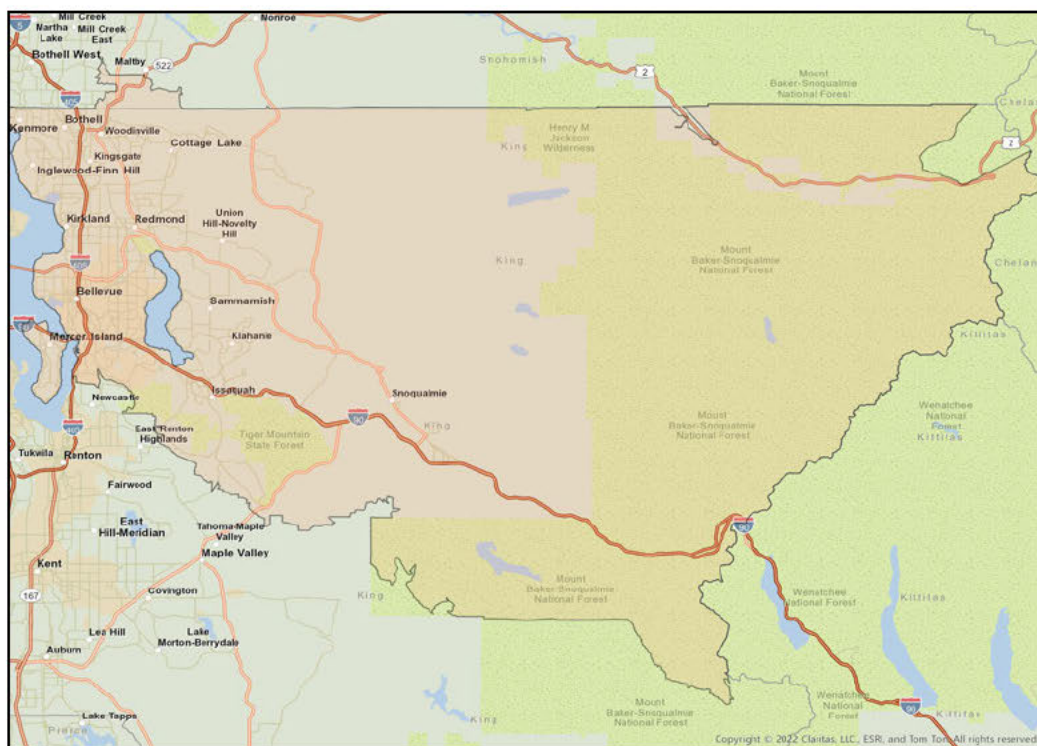 Mill Creek
Monroe
5
Martha
Lake
Mill Creek
East
Bothell West
Maltby
522
Snohomish
2
Mount
Baker-Snoqualmie
National Forest
Chelan
405
Bothell
Kenmore
Woodinville
Cottage Lake
Henry M
Jackson
Wilderness
King
2
Kingsgate
Inglewood-Finn Hill
Kirkland
Redmond
Union
Hill-Novelty
Hill
405
King
Mount
Baker-Snoqualmie
National Forest
Chelan
Bellevue
Sammamish
Mercer Island
Klahanie
Kittitas
Issaquah
Snoqualmie
Newcastle
90
King
Mount
Baker-Snoqualmie
National Forest
Wenatchee
National
Forest
Kittitas
405
East Renton
Highlands
Tiger Mountain
State Forest
Tukwila
Renton
Fairwood
East
Hill-Meridian
Tahoma-Maple
Valley
Maple Valley
90
Kent
167
Covington
King
Mount
Baker-Snoqualmie
National Forest
Wenatchee
National Forest
Kittitas
Lea Hill
Lake
Morton-Berrydale
Auburn
Lake Tapps
Pierce
King
Mount
Baker-Snoqualmie
National Forest
Wenatchee
National
Forest
90
Kittitas
Copyright © 2022 Claritas, LLC., ESRI, and Tom Tom. All rights reserved.